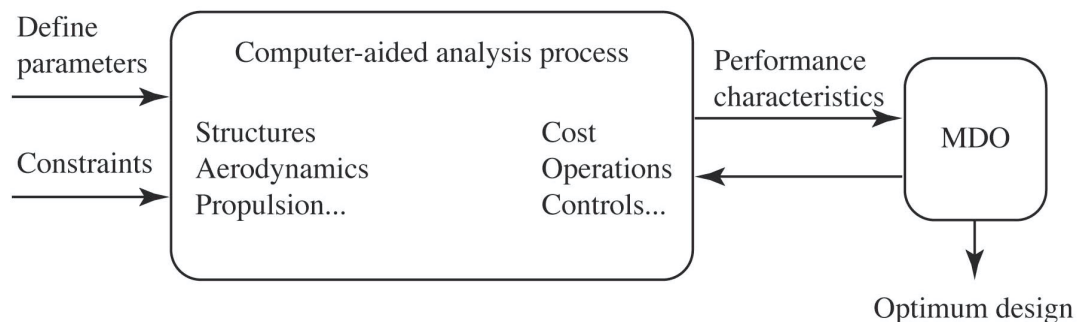 Define
parameters
Constraints
Computer-aided analysis process
Structures
Aerodynamics
Propulsion...
Cost
Operations
Controls...
Performance
characteristics
MDO
Optimum design